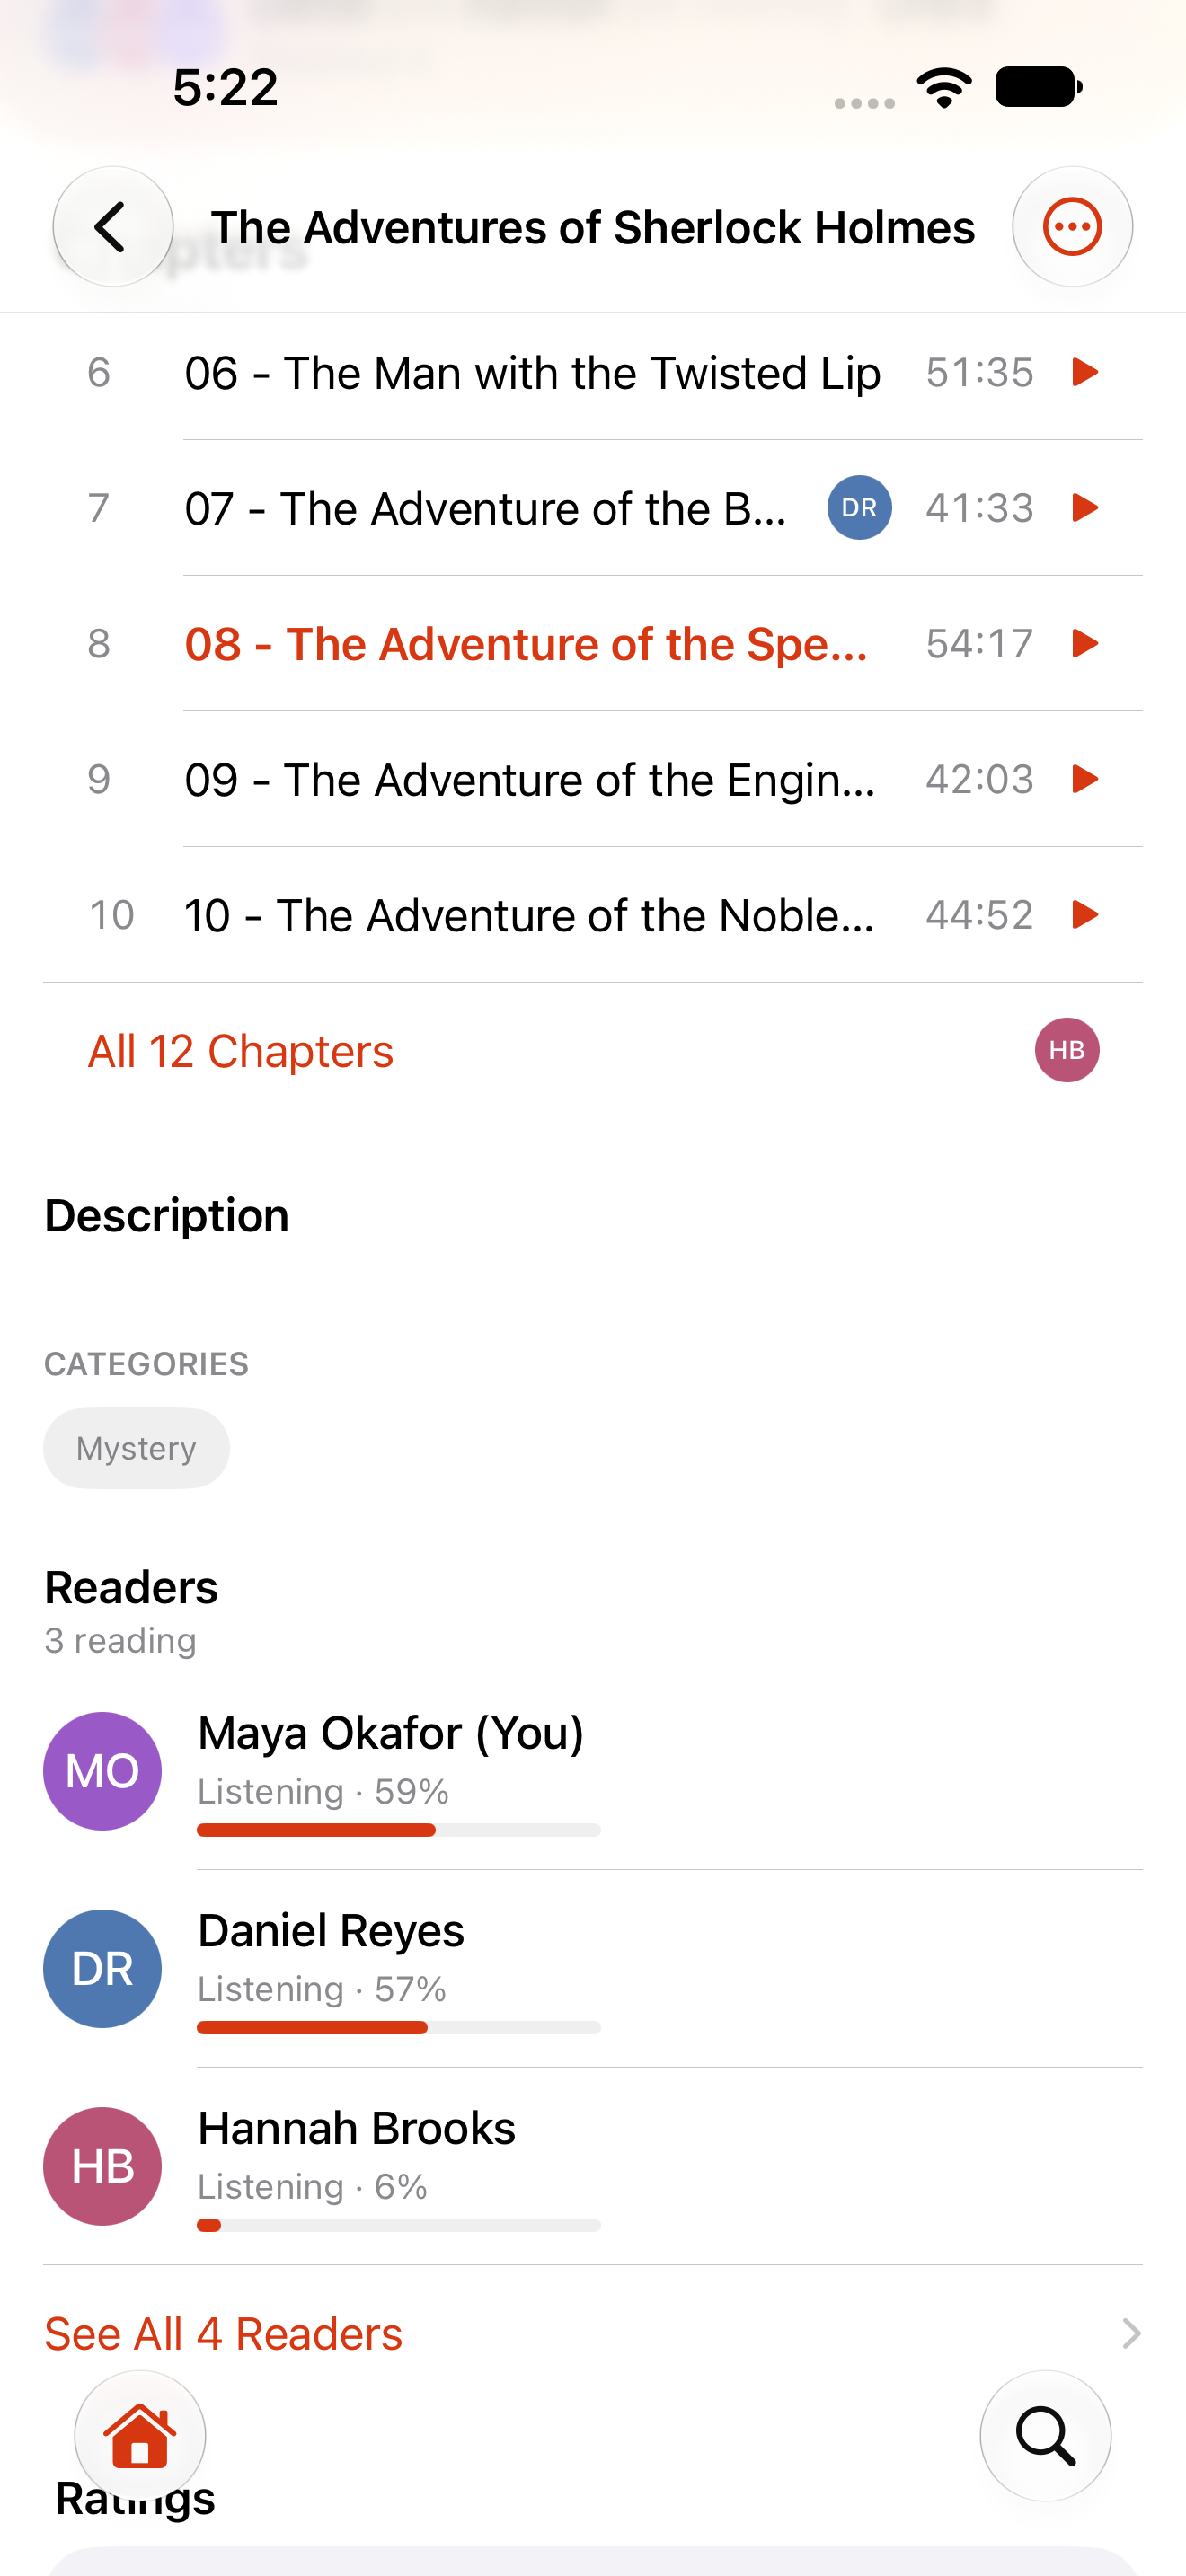 5:22
The Adventures of Sherlock Holmes
6 06 - The Man with the Twisted Lip 51:35
7 07 - The Adventure of the B... DR 41:33
8 08 - The Adventure of the Spe... 54:17
9 09 - The Adventure of the Engin... 42:03
10 10 - The Adventure of the Noble... 44:52
All 12 Chapters HB
Description
CATEGORIES
Mystery
Readers
3 reading
MO Maya Okafor (You)
Listening · 59%
DR Daniel Reyes
Listening · 57%
HB Hannah Brooks
Listening · 6%
See All 4 Readers
Ratings